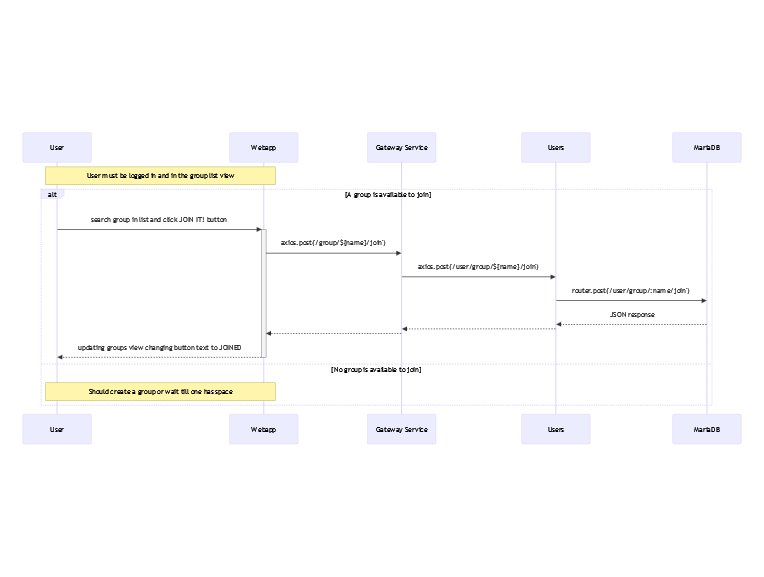 User
Webapp
Gateway Service
Users
MariaDB
User must be logged in and in the group list view
alt
[A group is available to join]
search group in list and click JOIN IT! button
axios.post('/group/${name}/join')
axios.post('/user/group/${name}/join)
router.post('/user/group/:name/join')
JSON response
updating groups view changing button text to JOINED
[No group is available to join]
Should create a group or wait till one has space
User
Webapp
Gateway Service
Users
MariaDB